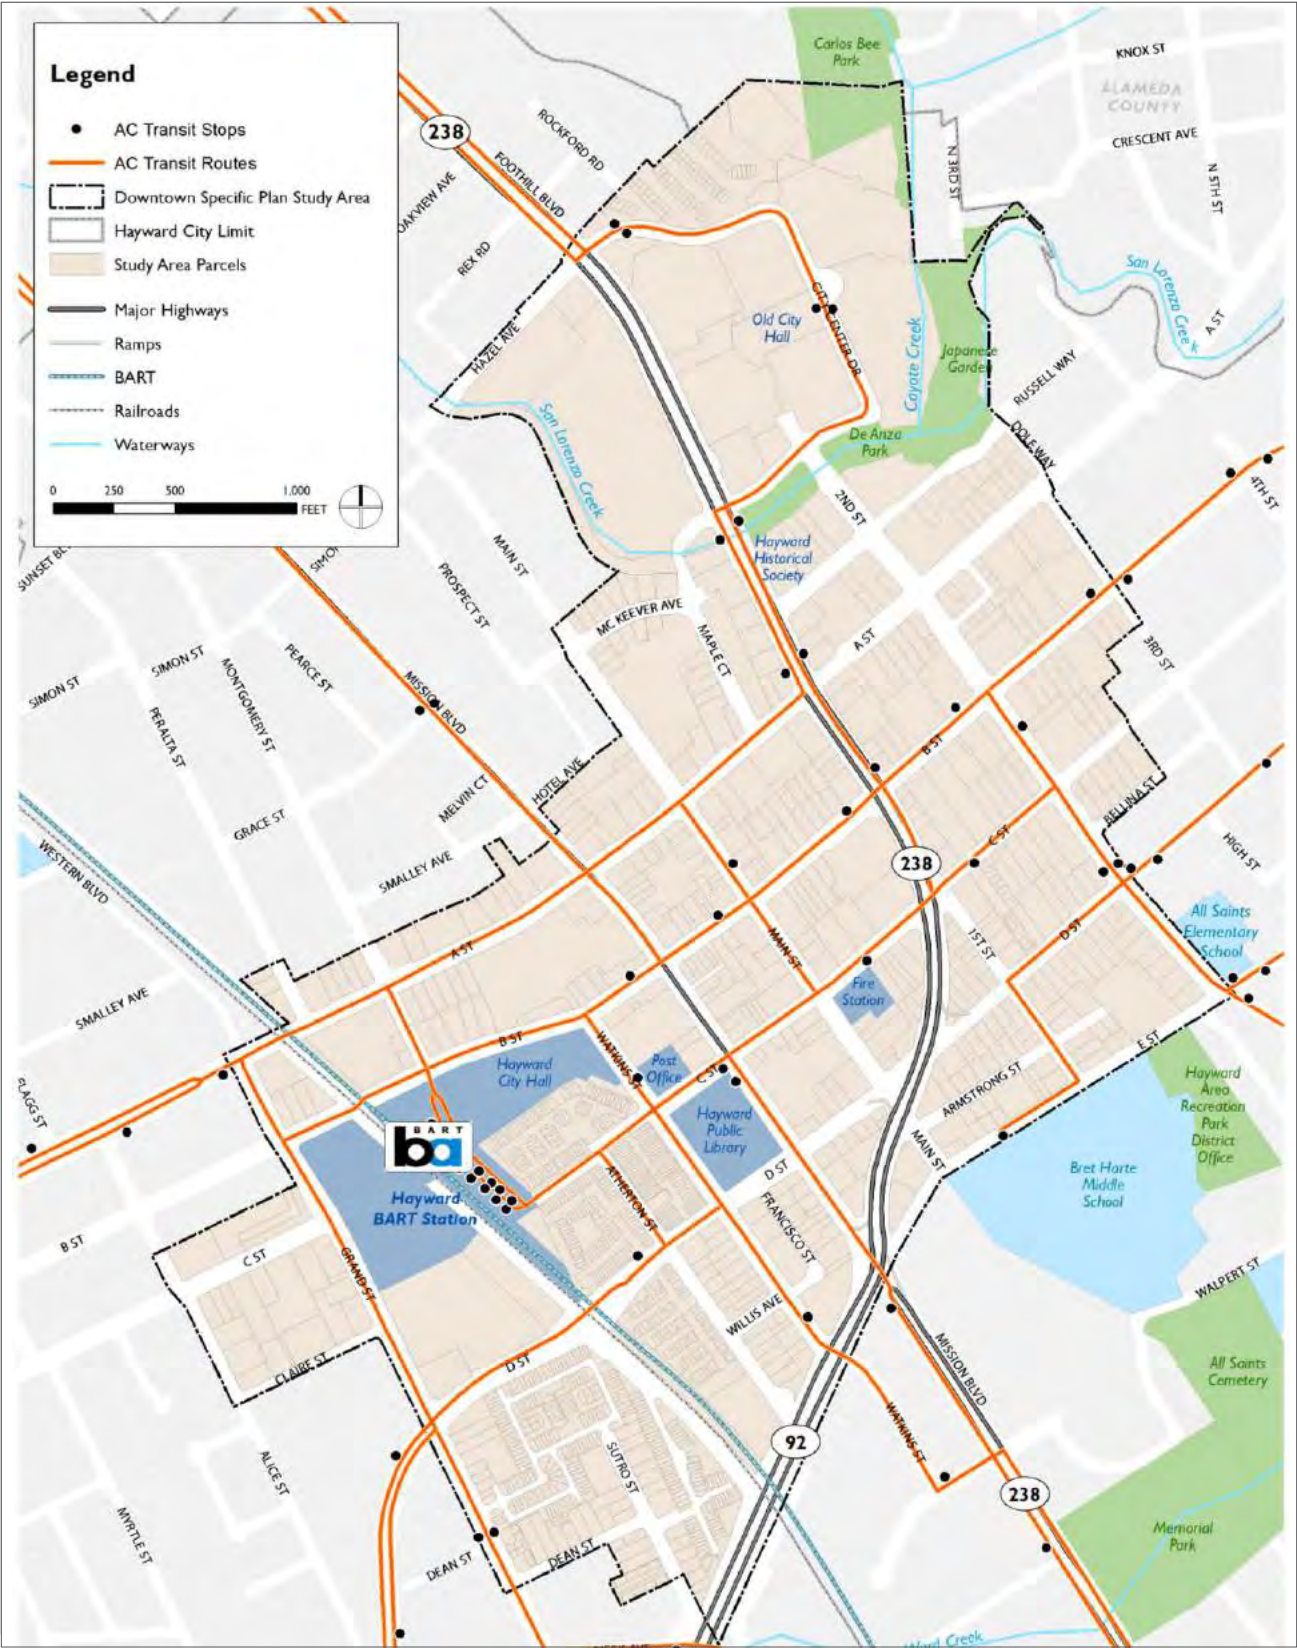 Legend
AC Transit Stops
AC Transit Routes
Downtown Specific Plan Study Area
Hayward City Limit
Study Area Parcels
Major Highways
Ramps
BART
Railroads
Waterways
0 250 500 1,000
FEET
Carlos Bee
Park
KNOX ST
ALAMEDA
COUNTY
CRESCENT AVE
N 3RD ST
N 5TH ST
238
ROCKFORD RD
FOOTHILL BLVD
OAKVIEW AVE
REX RD
HAZEL AVE
Old City
Hall
CITY CENTER DR
Coyote Creek
Japanese
Garden
San Lorenzo Creek
A ST
RUSSELL WAY
DOLE WAY
San Lorenzo Creek
De Anza
Park
2ND ST
4TH ST
Hayward
Historical
Society
SIMON ST
MAIN ST
PROSPECT ST
MC KEEVER AVE
MAPLE CT
A ST
3RD ST
SIMON ST
SIMON ST
PEARCE ST
MONTGOMERY ST
PERALTA ST
MISSION BLVD
HOTEL AVE
MELVIN CT
GRACE ST
SMALLEY AVE
B ST
BELLINA ST
C ST
HIGH ST
238
WESTERN BLVD
A ST
MAIN ST
1ST ST
D ST
All Saints
Elementary
School
Fire
Station
SMALLEY AVE
B ST
Hayward
City Hall
WATKINS ST
Post
Office
C ST
E ST
ARMSTRONG ST
Hayward
Area
Recreation
Park
District
Office
FLAGG ST
BART
ba
Hayward
BART Station
Hayward
Public
Library
D ST
MAIN ST
Bret Harte
Middle
School
ATHERTON ST
FRANCISCO ST
B ST
C ST
GRAND ST
WALPERT ST
WILLIS AVE
CLAIRE ST
D ST
MISSION BLVD
All Saints
Cemetery
92
WATKINS ST
ALICE ST
SUTRO ST
238
MYRTLE ST
DEAN ST
DEAN ST
Memorial
Park
Ward Creek